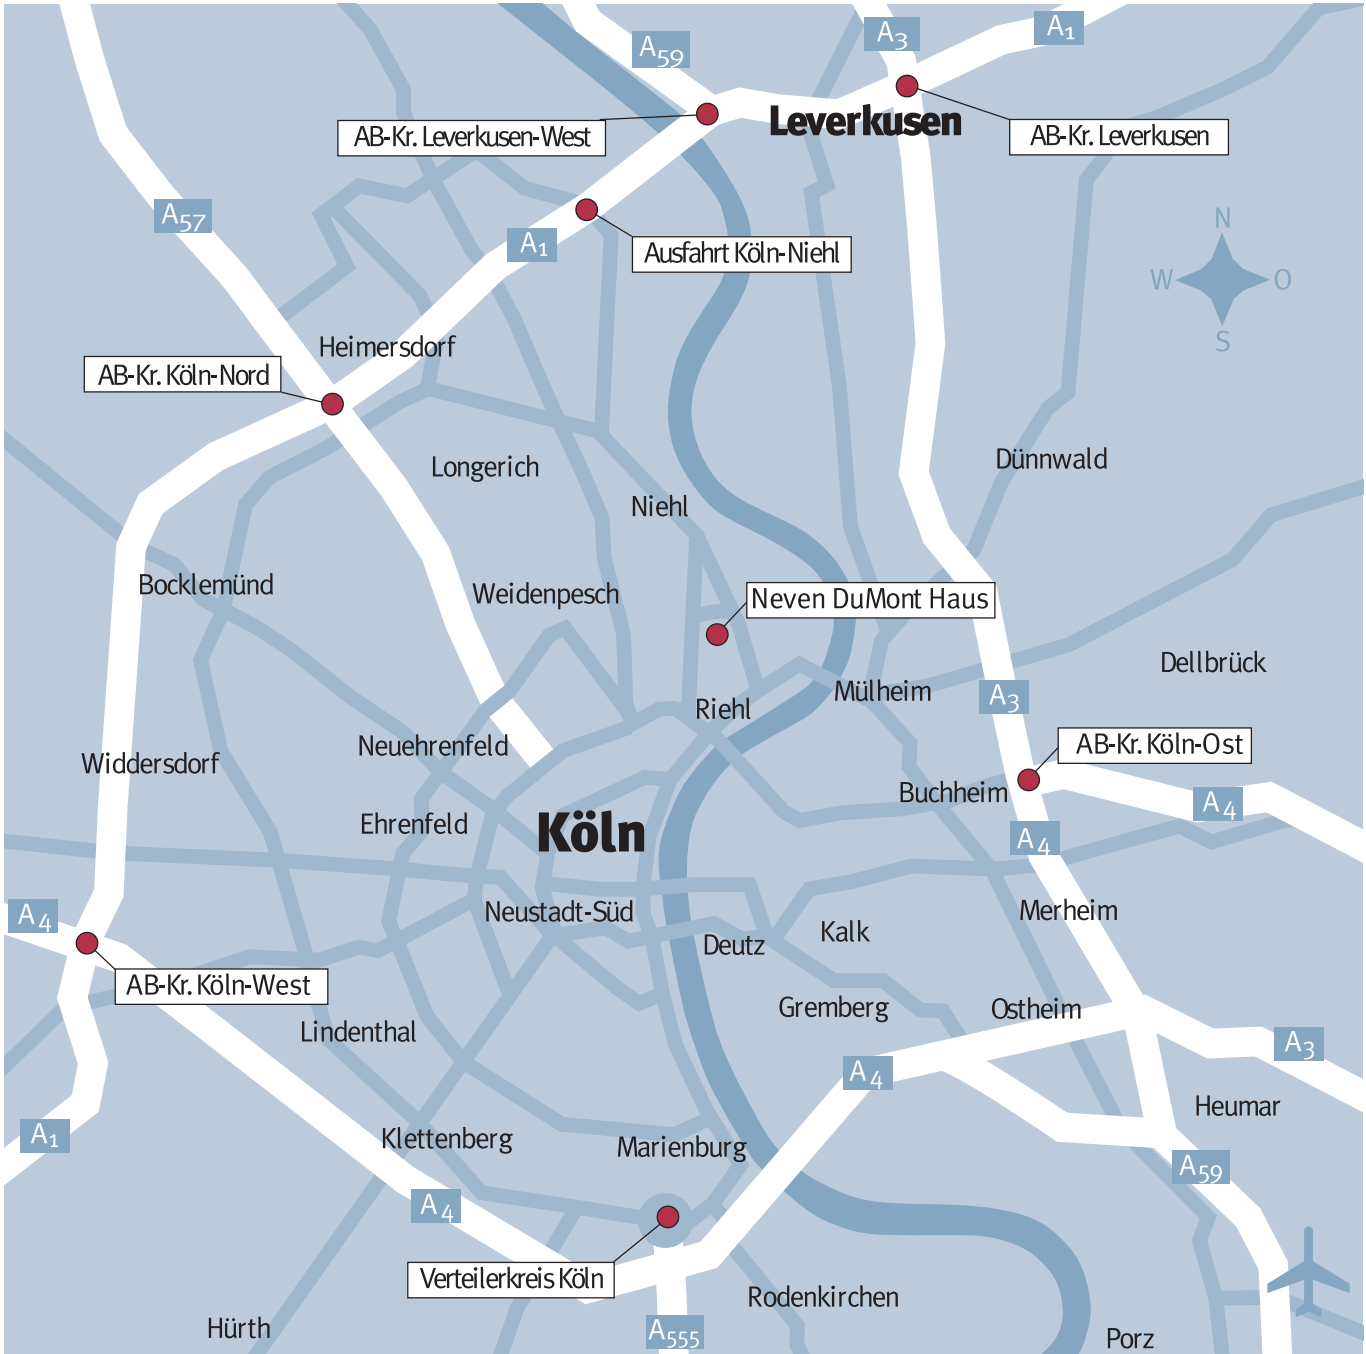 A1
A3
A59
Leverkusen
AB-Kr. Leverkusen-West
AB-Kr. Leverkusen
A57
A1
Ausfahrt Köln-Niehl
N
W
O
S
Heimersdorf
AB-Kr. Köln-Nord
Longerich
Dünnwald
Niehl
Bocklemünd
Weidenpesch
Neven DuMont Haus
Dellbrück
Mülheim
A3
Riehl
Neuehrenfeld
AB-Kr. Köln-Ost
Widdersdorf
Buchheim
A4
Ehrenfeld
Köln
A4
Neustadt-Süd
Merheim
A4
Kalk
Deutz
AB-Kr. Köln-West
Gremberg
Ostheim
Lindenthal
A3
A4
Heumar
A1
Klettenberg
Marienburg
A59
A4
Verteilerkreis Köln
Rodenkirchen
Hürth
A555
Porz